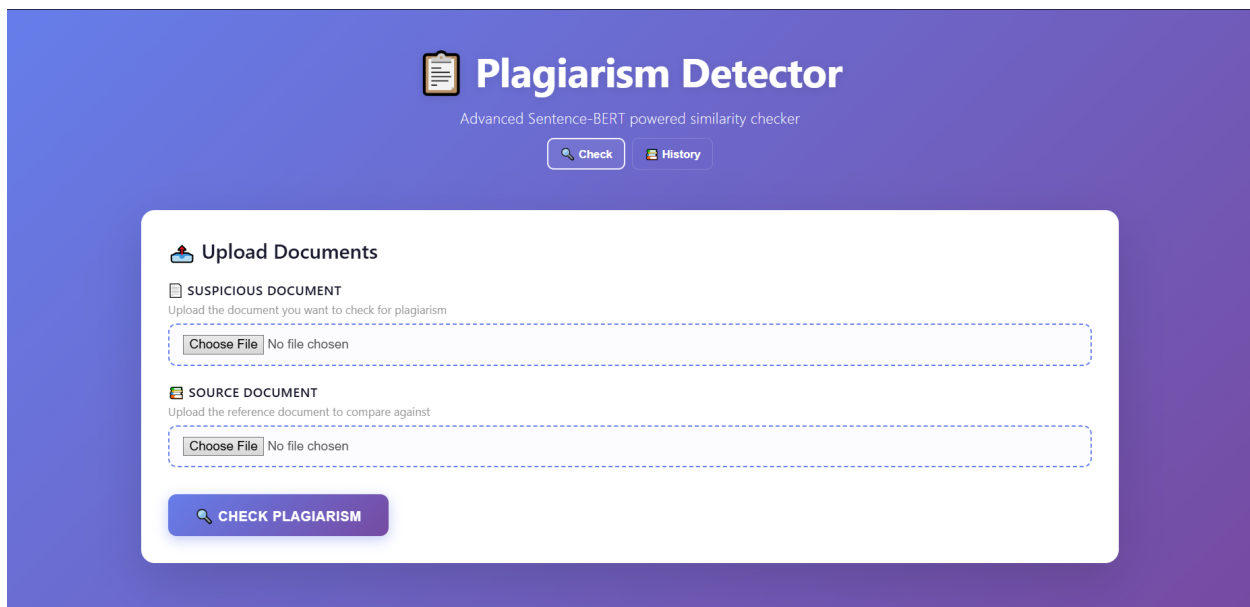 Plagiarism Detector
Advanced Sentence-BERT powered similarity checker
Check
History
Upload Documents
SUSPICIOUS DOCUMENT
Upload the document you want to check for plagiarism
Choose File No file chosen
SOURCE DOCUMENT
Upload the reference document to compare against
Choose File No file chosen
CHECK PLAGIARISM